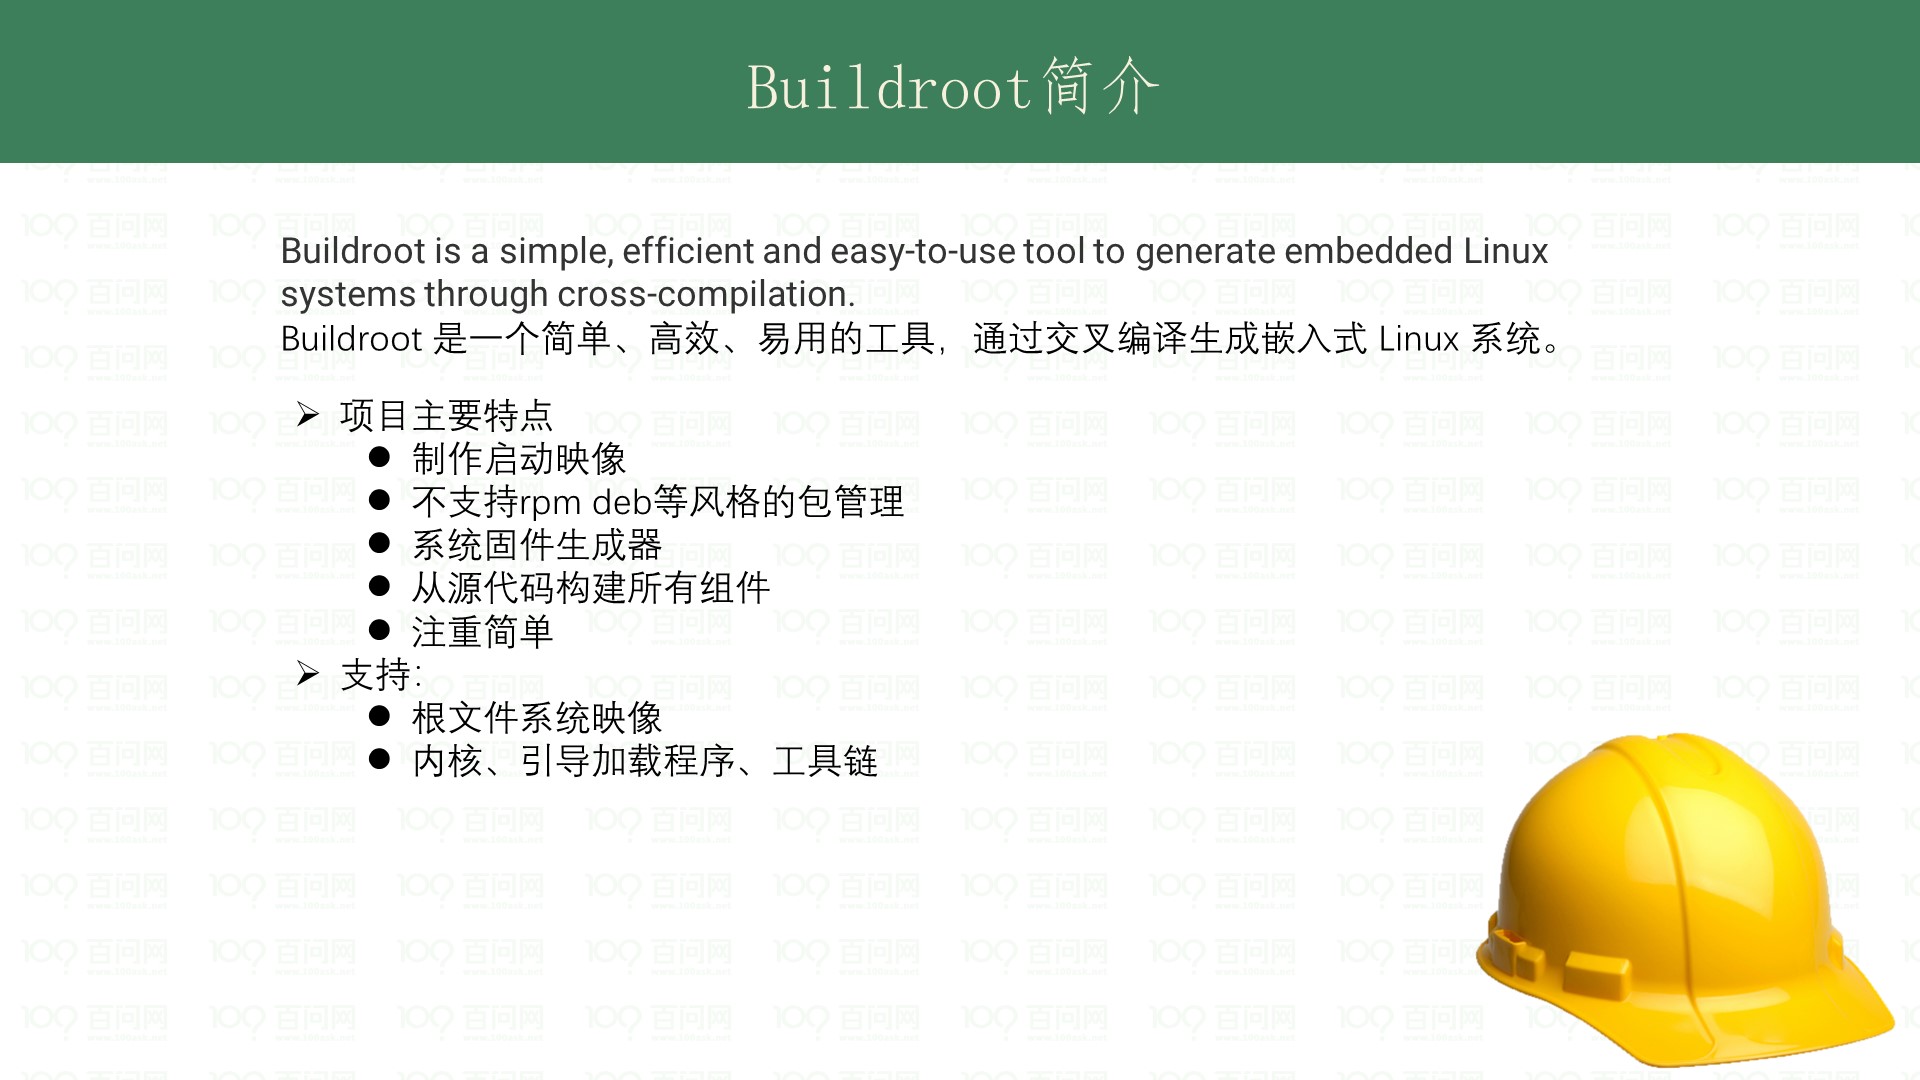 Buildroot简介
Buildroot is a simple, efficient and easy-to-use tool to generate embedded Linux
systems through cross-compilation.
Buildroot 是一个简单、高效、易用的工具，通过交叉编译生成嵌入式 Linux 系统。
➢ 项目主要特点
● 制作启动映像
● 不支持rpm deb等风格的包管理
● 系统固件生成器
● 从源代码构建所有组件
● 注重简单
➢ 支持：
● 根文件系统映像
● 内核、引导加载程序、工具链